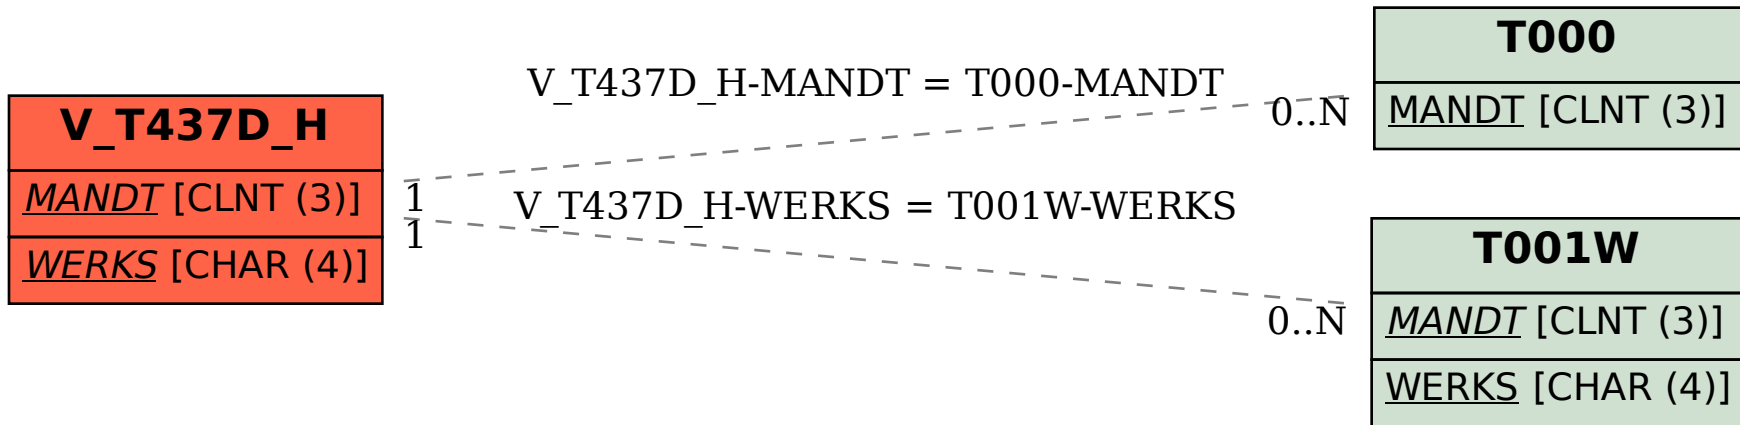 V_T437D_H
MANDT [CLNT (3)]
WERKS [CHAR (4)]
V_T437D_H-MANDT = T000-MANDT
1
0..N
V_T437D_H-WERKS = T001W-WERKS
1
0..N
T000
MANDT [CLNT (3)]
T001W
MANDT [CLNT (3)]
WERKS [CHAR (4)]